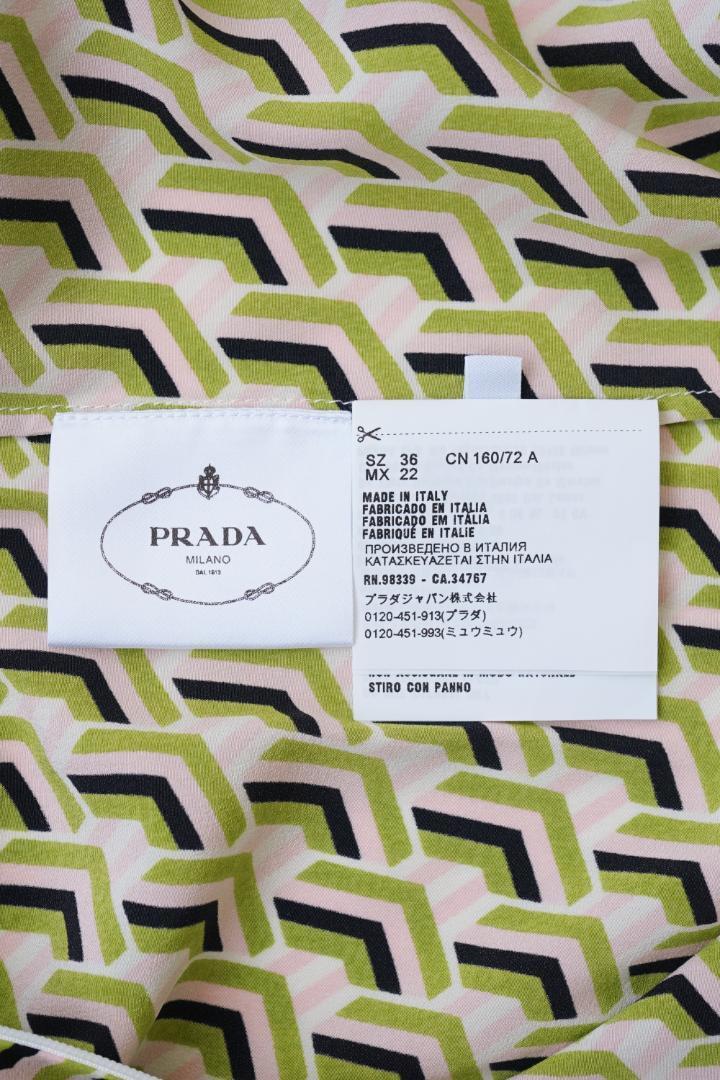 PRADA
MILANO
DAL 1913
SZ 36 CN 160/72 A
MX 22
MADE IN ITALY
FABRICADO EN ITALIA
FABRICADO EM ITÁLIA
FABRIQUÉ EN ITALIE
ПРОИЗВЕДЕНО В ИТАЛИЯ
ΚΑΤΑΣΚΕΥΑΖΕΤΑΙ ΣΤΗΝ ΙΤΑΛΙΑ
RN.98339 - CA.34767
プラダジャパン株式会社
0120-451-913(プラダ)
0120-451-993(ミュウミュウ)
STIRO CON PANNO